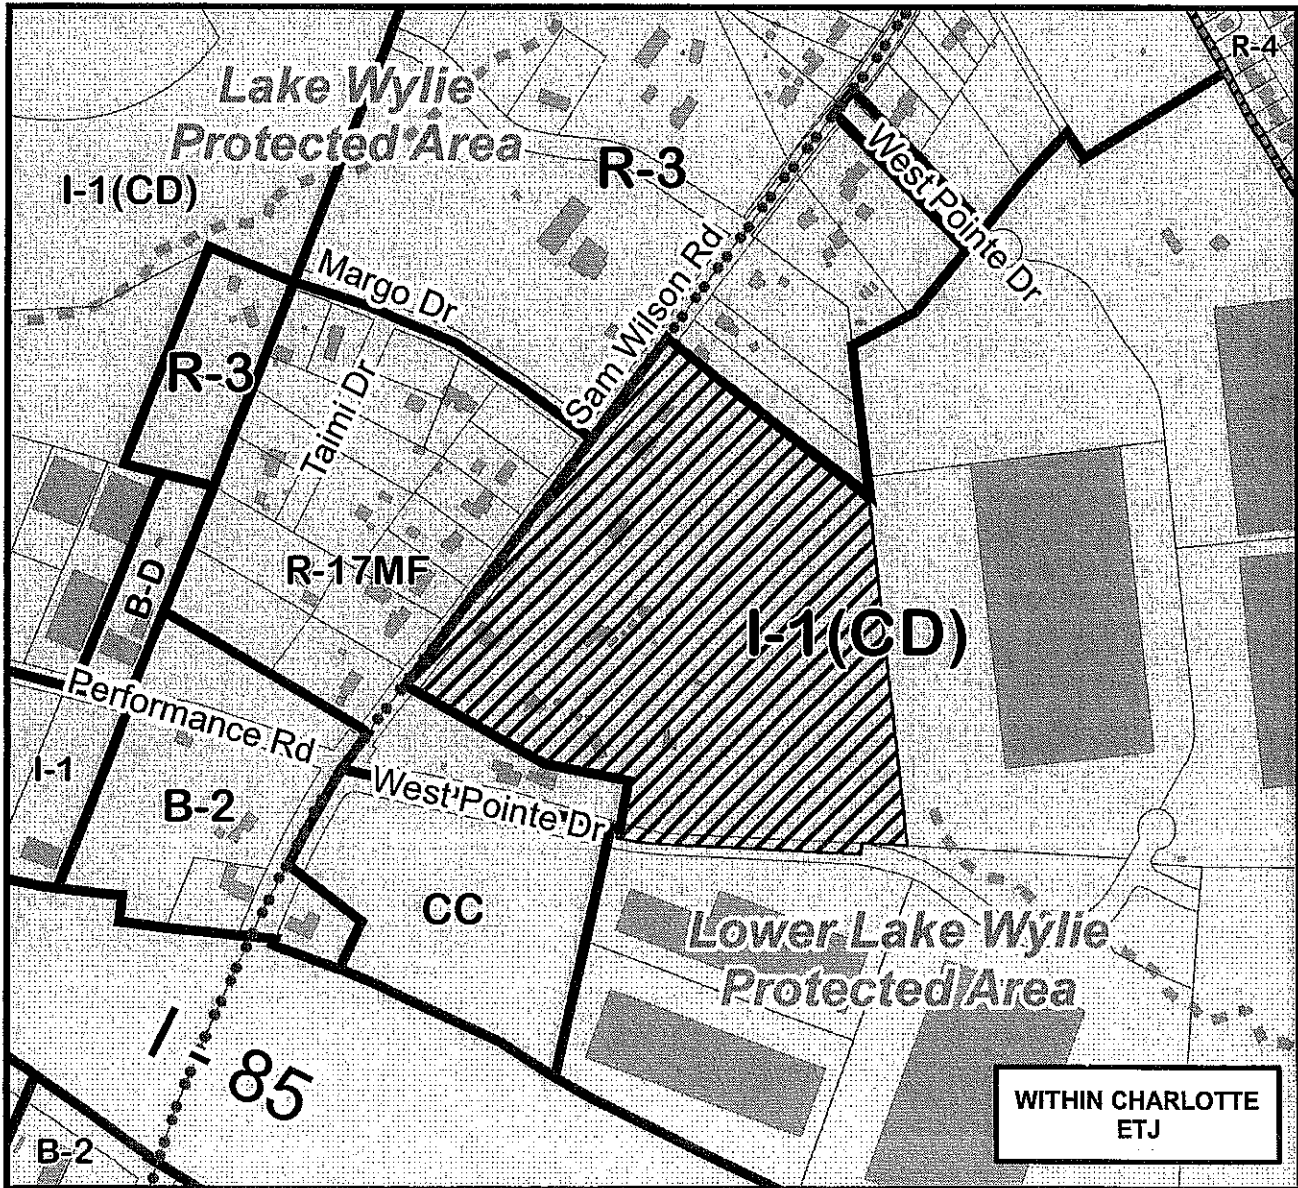 R-4
Lake Wylie
Protected Area
I-1(CD)
R-3
West Pointe Dr
Sam Wilson Rd
Margo Dr
R-3
Taimi Dr
R-17MF
B-D
I-1(CD)
Performance Rd
I-1
B-2
West Pointe Dr
CC
Lower Lake Wylie
Protected Area
I - 85
WITHIN CHARLOTTE
ETJ
B-2